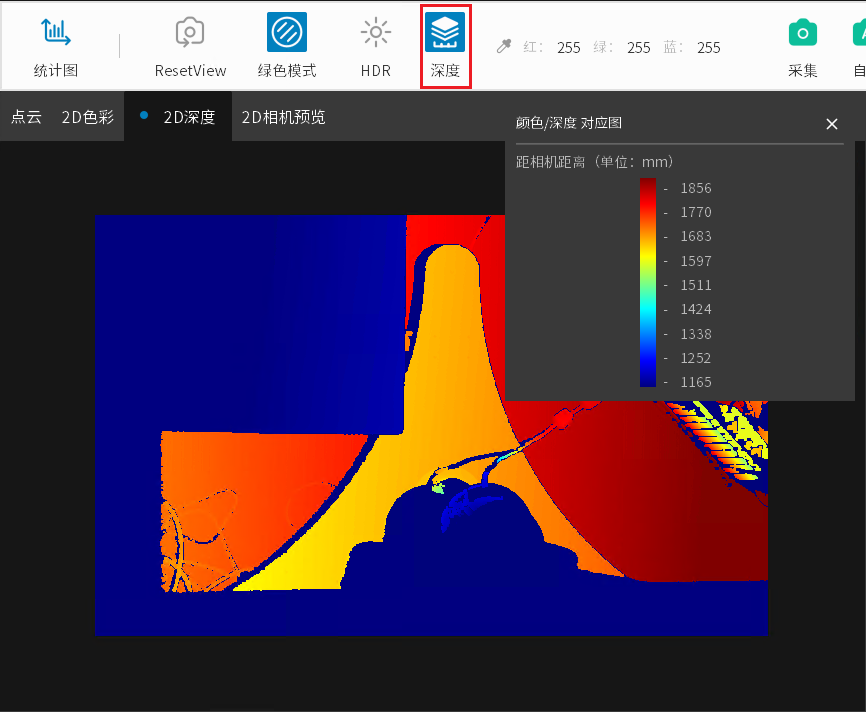 统计图
ResetView
绿色模式
HDR
深度
红: 255 绿: 255 蓝: 255
采集
点云 2D色彩 2D深度 2D相机预览
颜色/深度 对应图
距相机距离（单位：mm）
- 1856
- 1770
- 1683
- 1597
- 1511
- 1424
- 1338
- 1252
- 1165